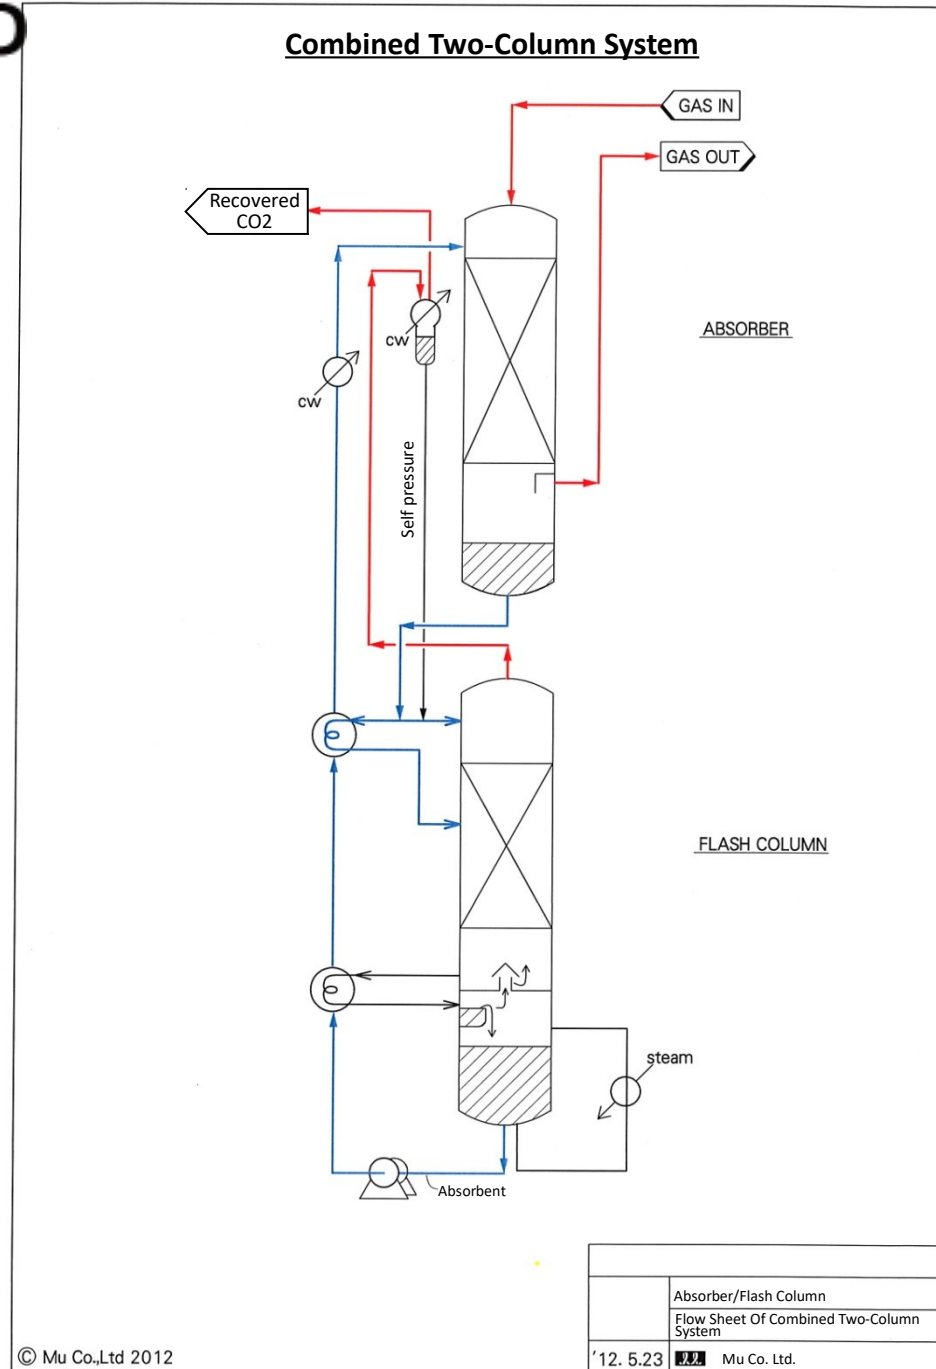 Combined Two-Column System
GAS IN
GAS OUT
Recovered
CO2
ABSORBER
cw
cw
Self pressure
FLASH COLUMN
steam
Absorbent
Absorber/Flash Column
Flow Sheet Of Combined Two-Column
System
'12. 5.23
Mu Co. Ltd.
© Mu Co.,Ltd 2012